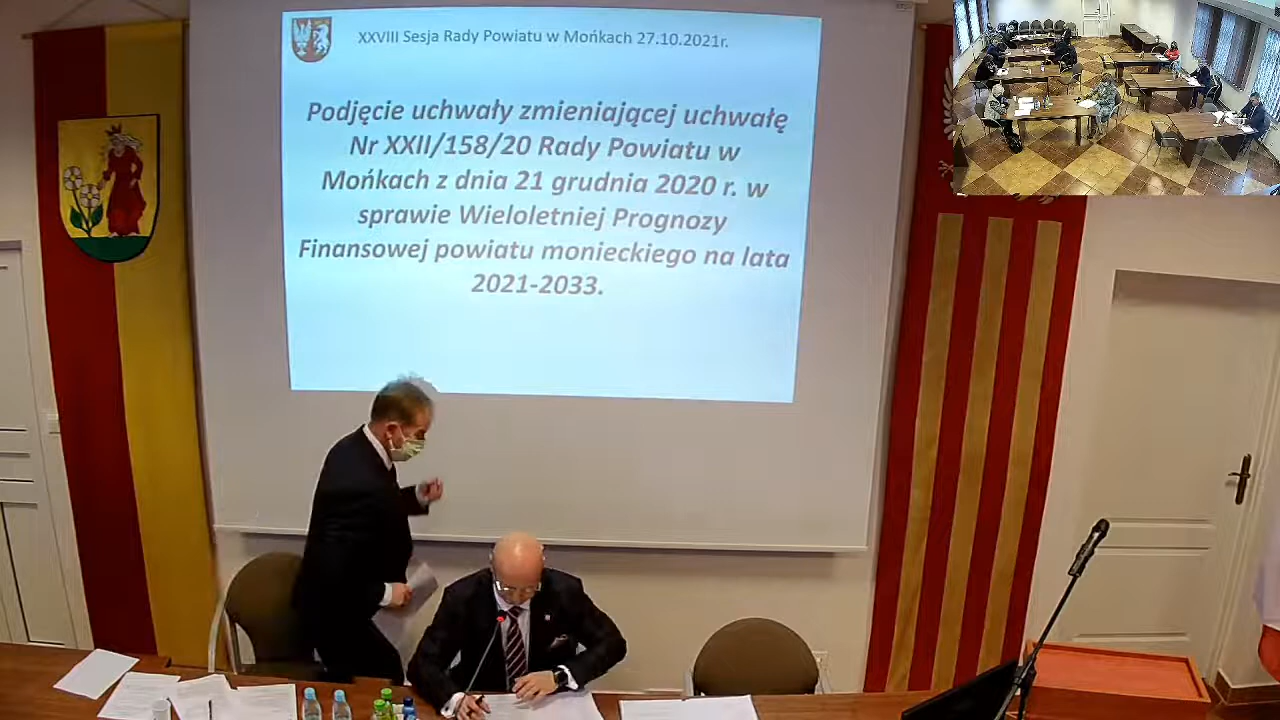 XXVIII Sesja Rady Powiatu w Mońkach 27.10.2021r.
Podjęcie uchwały zmieniającej uchwałę
Nr XXII/158/20 Rady Powiatu w
Mońkach z dnia 21 grudnia 2020 r. w
sprawie Wieloletniej Prognozy
Finansowej powiatu monieckiego na lata
2021-2033.